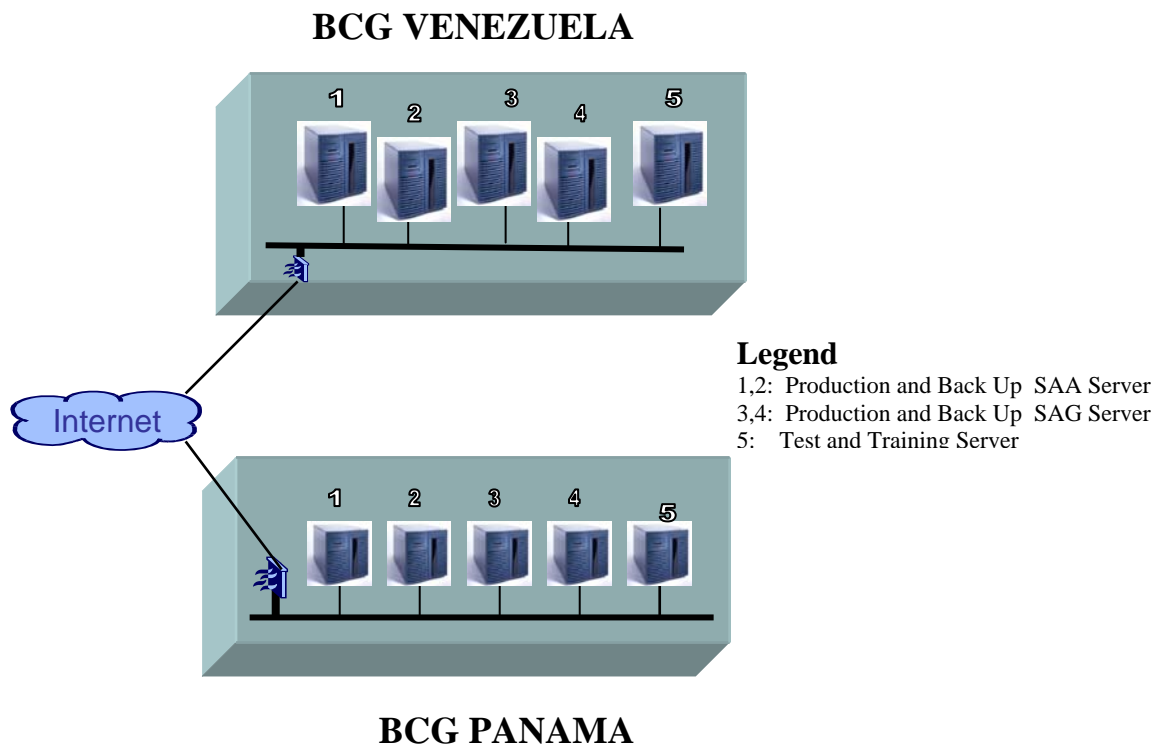 BCG VENEZUELA
1 2 3 4 5
Internet
Legend
1,2: Production and Back Up SAA Server
3,4: Production and Back Up SAG Server
5: Test and Training Server
1 2 3 4 5
BCG PANAMA